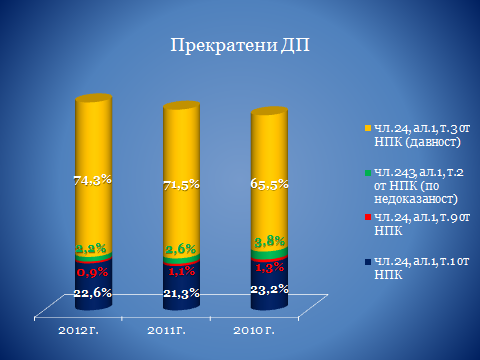 Прекратени ДП
74,3%
71,5%
65,5%
2,2%
2,6%
0,9%
1,1%
1,3%
22,6%
21,3%
23,2%
2012 г.
2011 г.
2010 г.
чл.24, ал.1, т.3 от
НПК (давност)
чл.243, ал.1, т.2
от НПК (по
недоказаност)
чл.24, ал.1, т.9 от
НПК
чл.24, ал.1, т.1 от
НПК